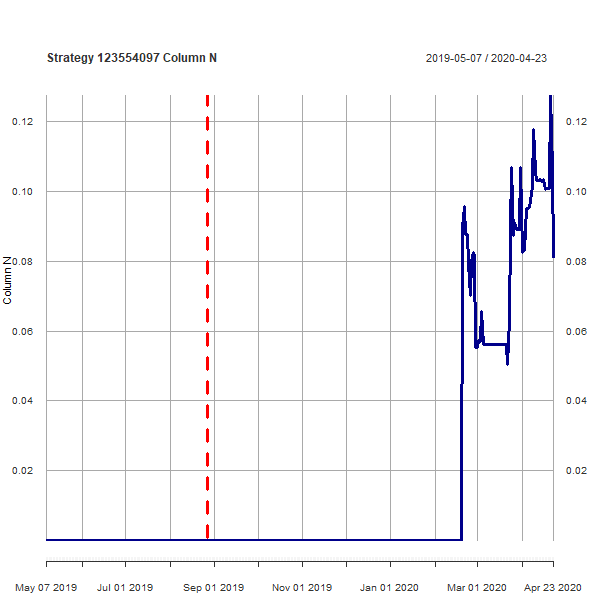 Strategy 123554097 Column N
2019-05-07 / 2020-04-23
0.12
0.12
0.10
0.10
0.08
0.08
Column N
0.06
0.06
0.04
0.04
0.02
0.02
May 07 2019
Jul 01 2019
Sep 01 2019
Nov 01 2019
Jan 01 2020
Mar 01 2020
Apr 23 2020